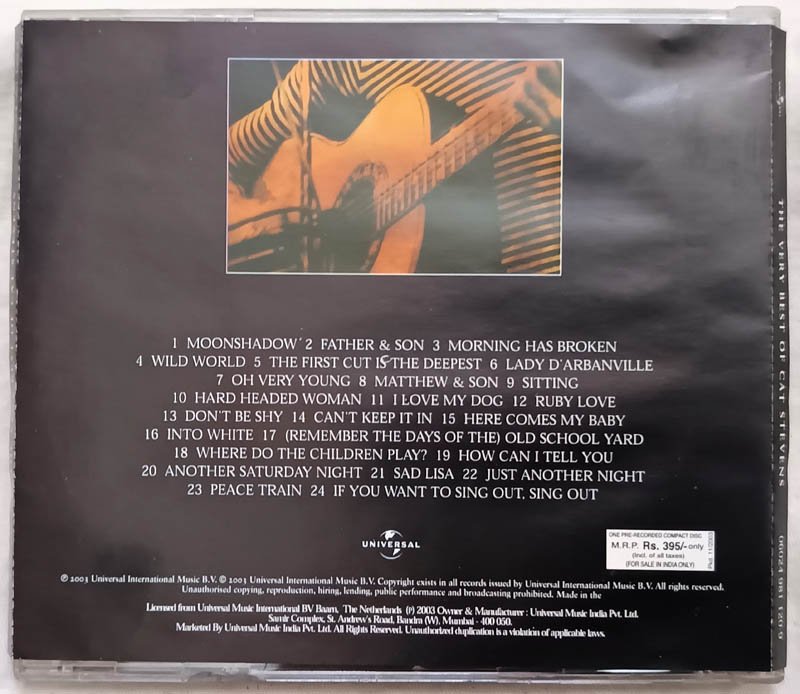 1 MOONSHADOW 2 FATHER & SON 3 MORNING HAS BROKEN
4 WILD WORLD 5 THE FIRST CUT IS THE DEEPEST 6 LADY D'ARBANVILLE
7 OH VERY YOUNG 8 MATTHEW & SON 9 SITTING
10 HARD HEADED WOMAN 11 I LOVE MY DOG 12 RUBY LOVE
13 DON'T BE SHY 14 CAN'T KEEP IT IN 15 HERE COMES MY BABY
16 INTO WHITE 17 (REMEMBER THE DAYS OF THE) OLD SCHOOL YARD
18 WHERE DO THE CHILDREN PLAY? 19 HOW CAN I TELL YOU
20 ANOTHER SATURDAY NIGHT 21 SAD LISA 22 JUST ANOTHER NIGHT
23 PEACE TRAIN 24 IF YOU WANT TO SING OUT, SING OUT
UNIVERSAL
ONE PRE-RECORDED COMPACT DISC
M.R.P. Rs. 395/- only
(Incl. of all taxes)
(FOR SALE IN INDIA ONLY)
Pkd. 11/2003
℗ 2003 Universal International Music B.V. © 2003 Universal International Music B.V. Copyright exists in all records issued by Universal International Music B.V. All rights reserved.
Unauthorised copying, reproduction, hiring, lending, public performance and broadcasting prohibited. Made in the
Licensed from Universal Music International BV Baarn, The Netherlands (P) 2003 Owner & Manufacturer : Universal Music India Pvt. Ltd.
Samir Complex, St. Andrew's Road, Bandra (W), Mumbai - 400 050.
Marketed By Universal Music India Pvt. Ltd. All Rights Reserved. Unauthorized duplication is a violation of applicable laws.
THE VERY BEST OF CAT STEVENS
06024 981 120 9